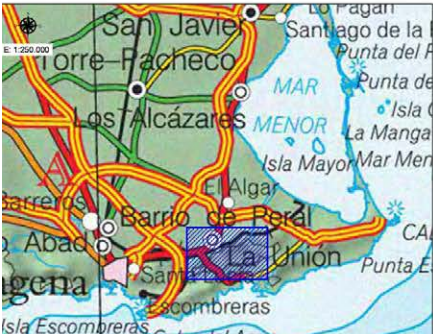 Lo Pagán
San Javier
Santiago de la
E: 1:250.000
Punta del
Torre-Pacheco
MAR
Punta de
Isla
Los Alcázares
MENOR
La Manga
Isla Mayor
Mar Men
El Algar
Barreros
Barrio de Peral
Abad
La Unión
CA
Santa
Punta E
gena
Escombreras
Isla Escombreras